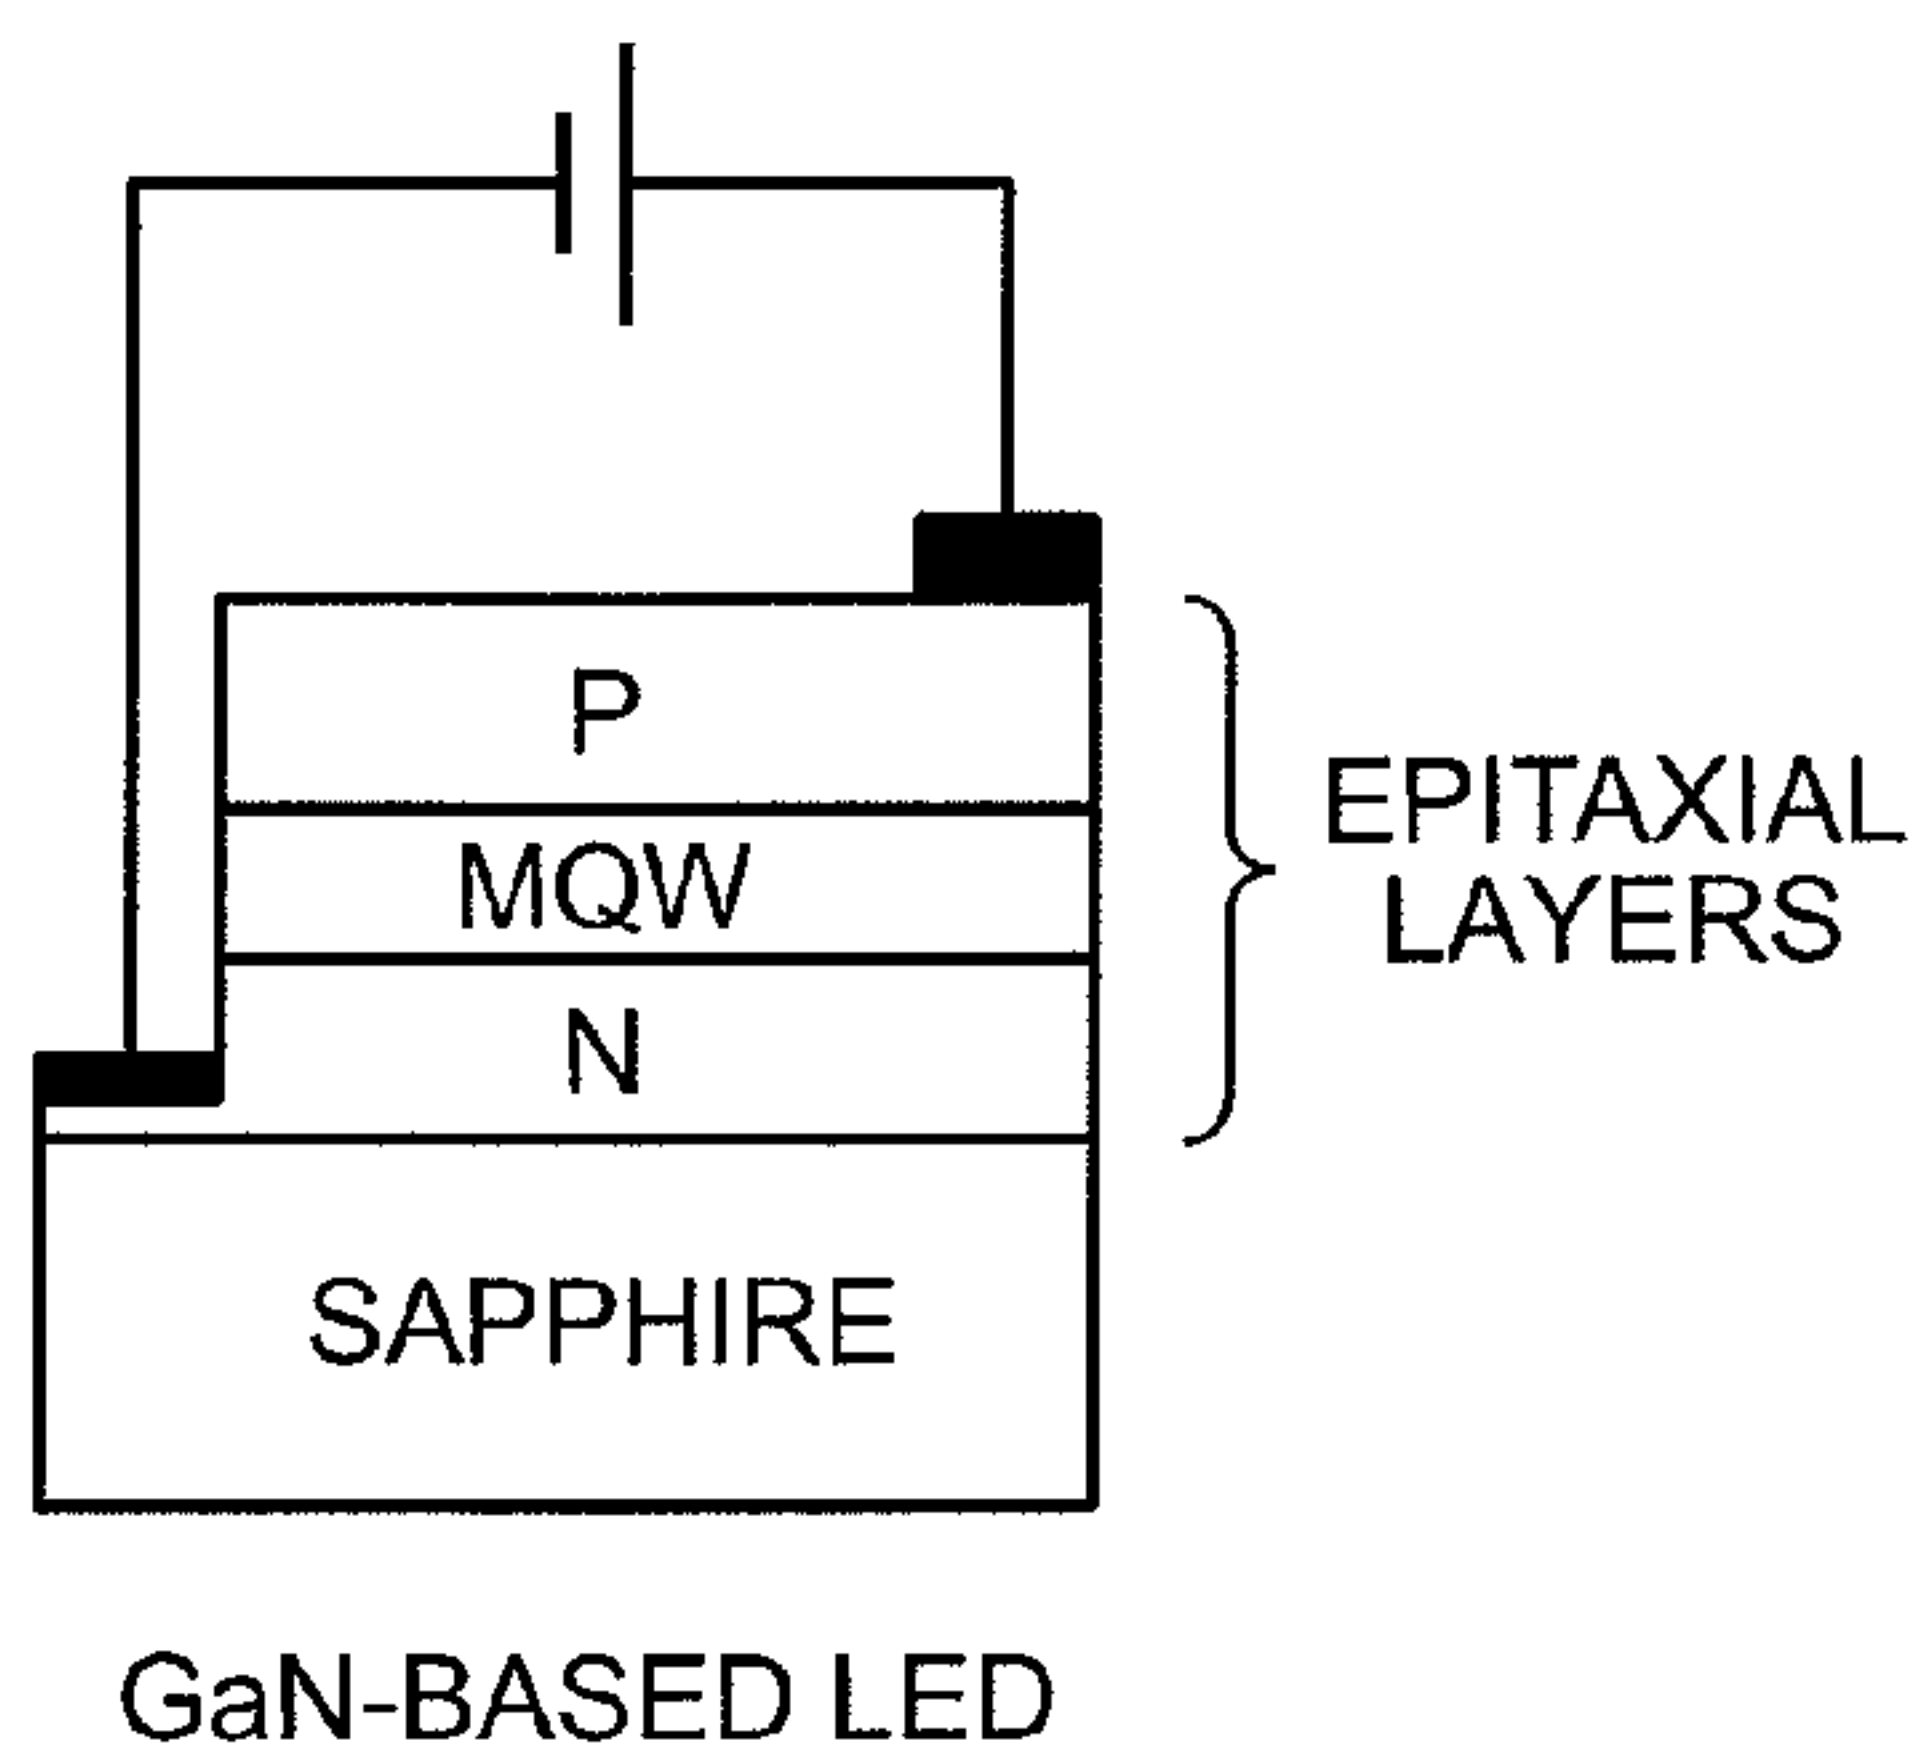 P
MQW
N
EPITAXIAL
LAYERS
SAPPHIRE
GaN-BASED LED